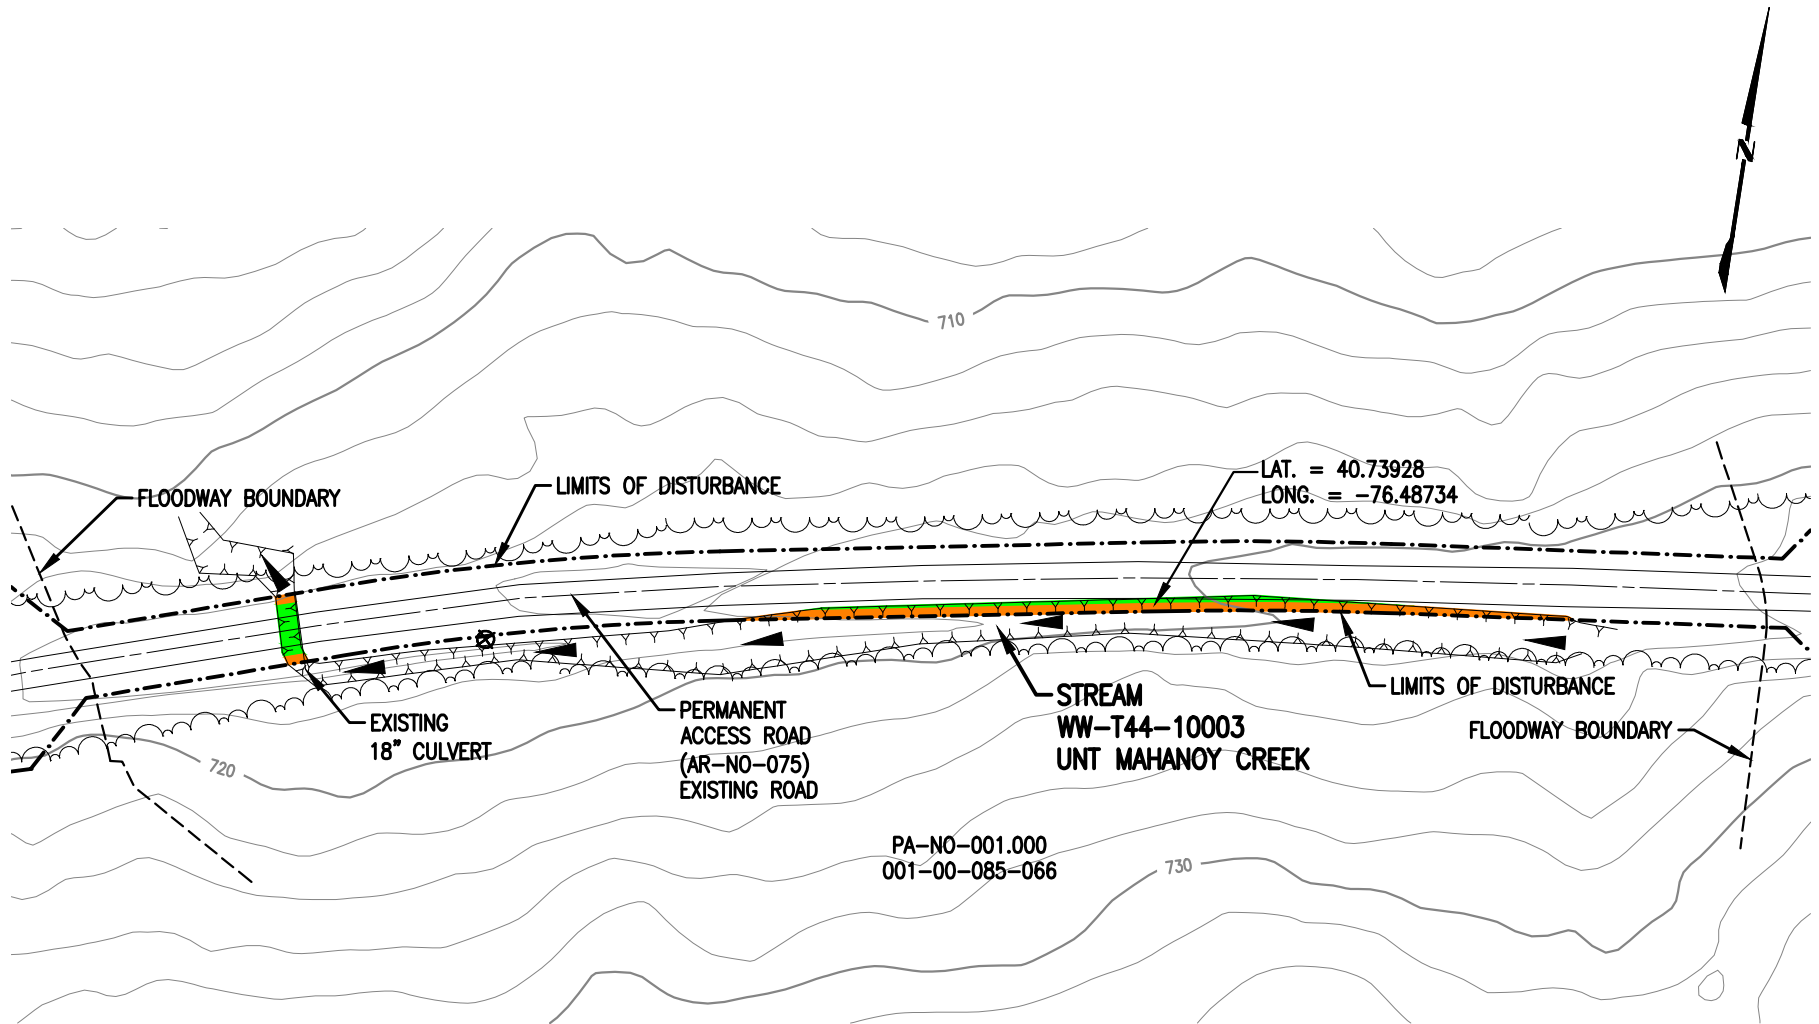 N
710
LAT. = 40.73928
LONG. = -76.48734
LIMITS OF DISTURBANCE
FLOODWAY BOUNDARY
LIMITS OF DISTURBANCE
STREAM
WW-T44-10003
UNT MAHANOY CREEK
PERMANENT
ACCESS ROAD
(AR-NO-075)
EXISTING ROAD
EXISTING
18" CULVERT
FLOODWAY BOUNDARY
720
PA-NO-001.000
001-00-085-066
730